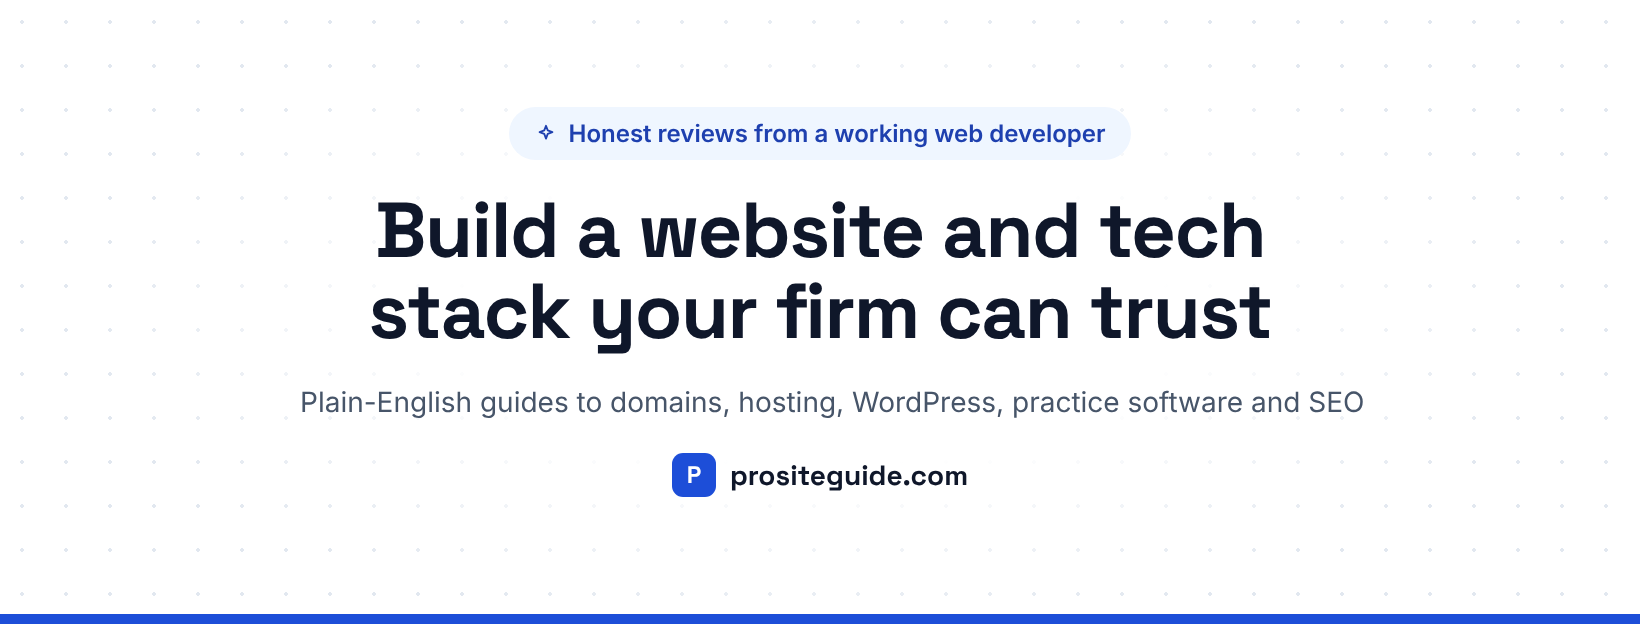 Honest reviews from a working web developer
Build a website and tech
stack your firm can trust
Plain-English guides to domains, hosting, WordPress, practice software and SEO
P prositeguide.com